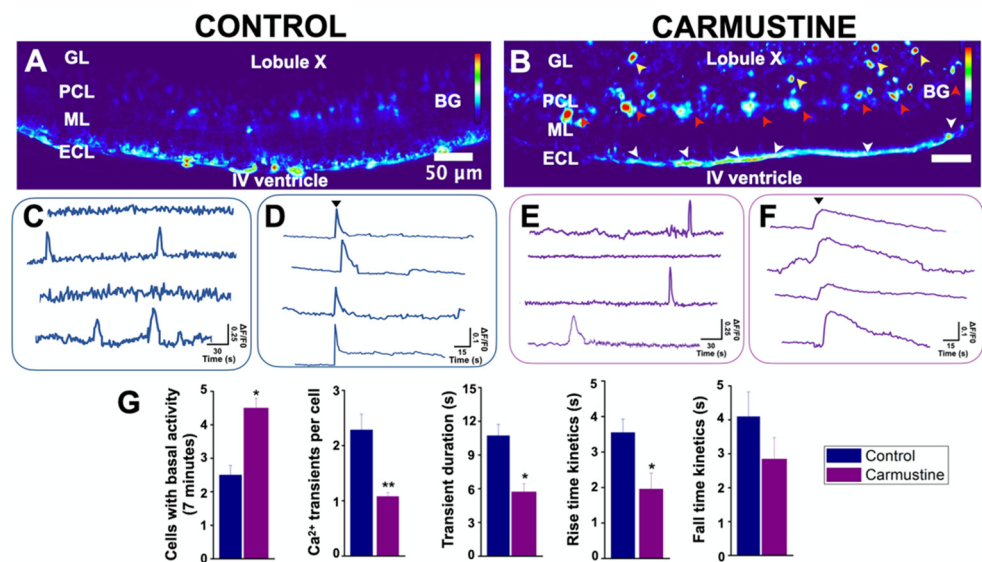 CONTROL
CARMUSTINE
A
GL
Lobule X
PCL
BG
ML
ECL
50 µm
IV ventricle
B
GL
Lobule X
PCL
BG
ML
ECL
IV ventricle
C
0.25
ΔF/F0
30
Time (s)
D
0.1
ΔF/F0
15
Time (s)
E
0.25
ΔF/F0
30
Time (s)
F
0.1
ΔF/F0
15
Time (s)
G
Cells with basal activity
(7 minutes)
5
4
3
2
1
0
*
Ca²⁺ transients per cell
3
2
1
0
**
Transient duration (s)
15
12
9
6
3
0
*
Rise time kinetics (s)
5
4
3
2
1
0
*
Fall time kinetics (s)
5
4
3
2
1
0
Control
Carmustine